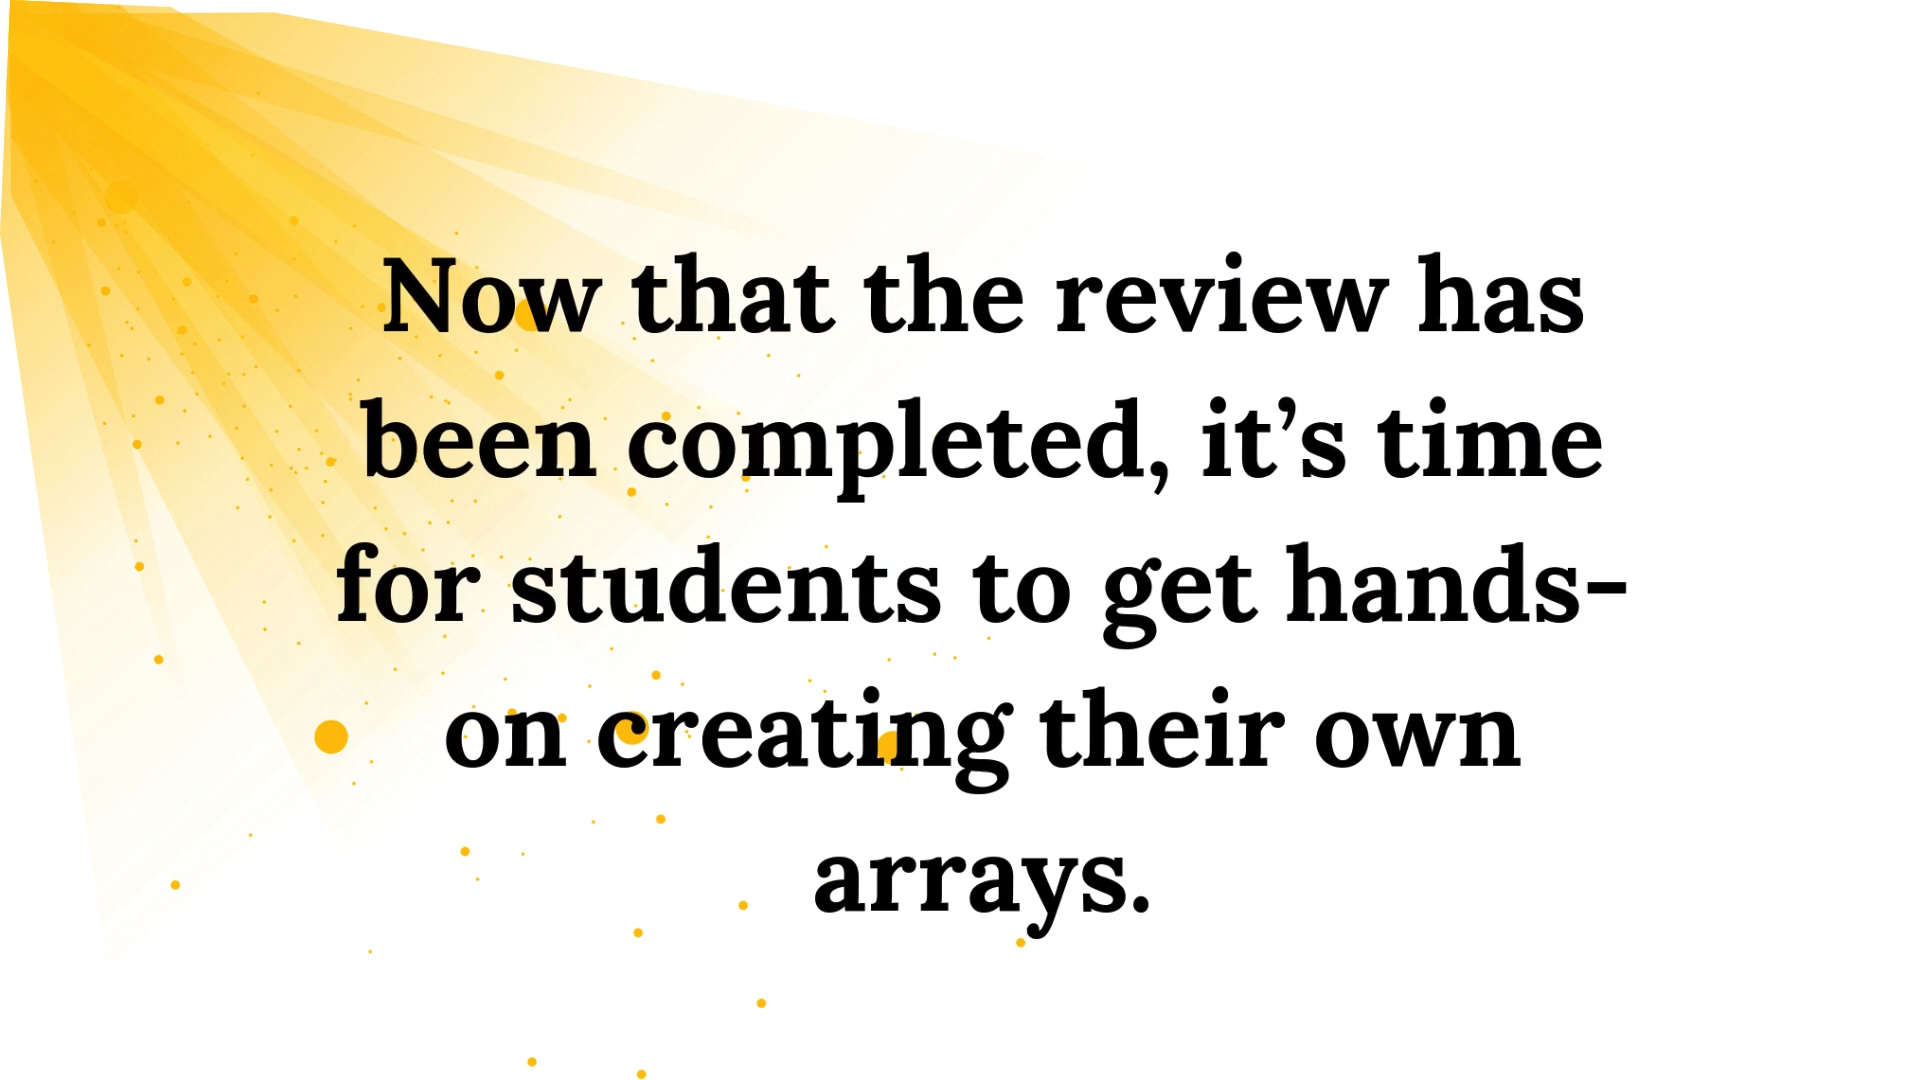 Now that the review has
been completed, it’s time
for students to get hands-
on creating their own
arrays.